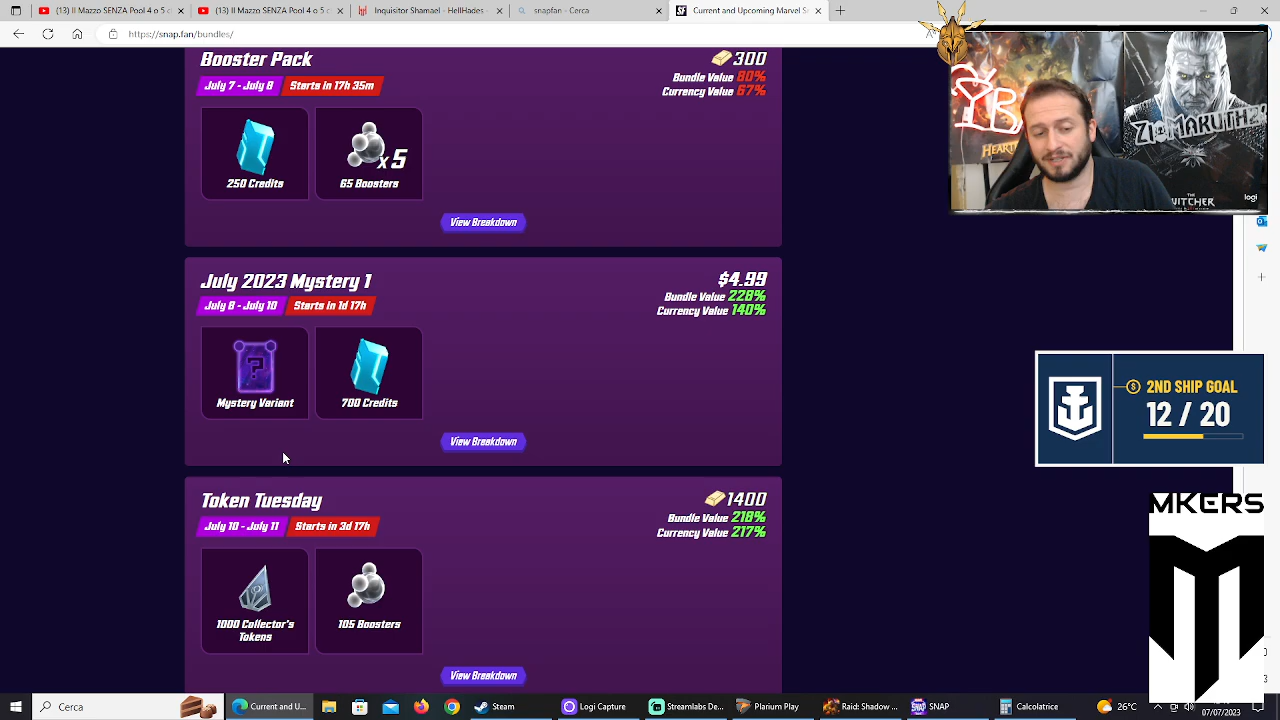 (13) Il Mazzo SENZA Pool 4 o 5 d
(13) Il Mazzo SENZA Pool 4 o 5 d
Inquisitor Shamael - HellHades
snapfan - Cerca
Current and Upcoming Marvel S
https://snap.fan/bundles/
Booster Pack
300
July 7 - July 8
Starts in 17h 35m
Bundle Value 80%
Currency Value 67%
x5
250 Credits
65 Boosters
View Breakdown
July 2023 Mystery 1
$4.99
July 8 - July 10
Starts in 1d 17h
Bundle Value 228%
Currency Value 140%
Mystery Variant
700 Credits
View Breakdown
Token Tuesday
1400
July 10 - July 11
Starts in 3d 17h
Bundle Value 218%
Currency Value 217%
1000 Collector's
Tokens
105 Boosters
View Breakdown
YB
HEARTH
THE
WITCHER
logi
2ND SHIP GOAL
12 / 20
MKERS
Cerca
Current and U...
Steam
Logi Capture
Streamlabs De...
Plarium Play
Raid: Shadow ...
SNAP
Calcolatrice
26°C
07/07/2023